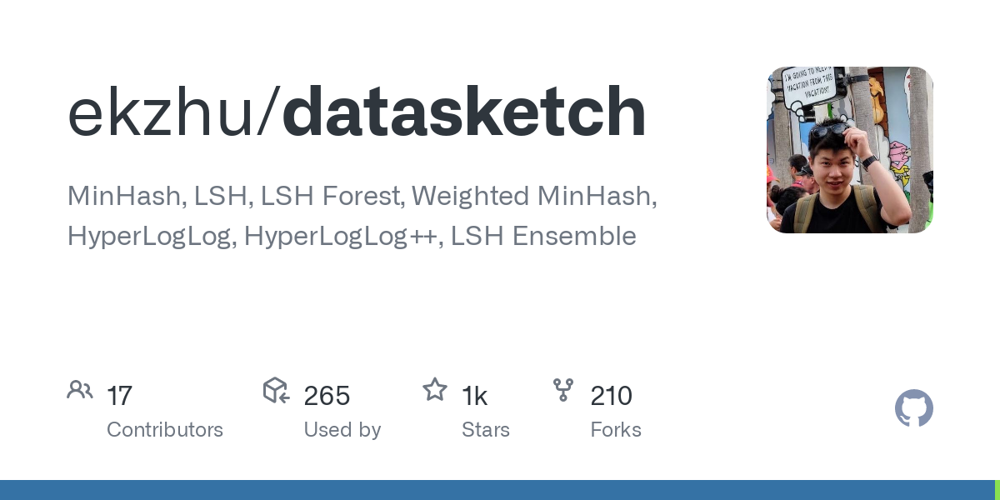 ekzhu/datasketch
I'M GOING TO NEED A
VACATION FROM THIS
VACATION!
MinHash, LSH, LSH Forest, Weighted MinHash,
HyperLogLog, HyperLogLog++, LSH Ensemble
17
Contributors
265
Used by
1k
Stars
210
Forks